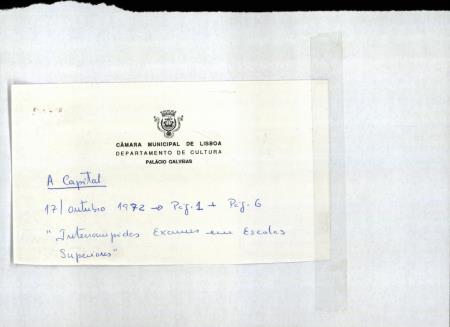 CÂMARA MUNICIPAL DE LISBOA
DEPARTAMENTO DE CULTURA
PALÁCIO GALVEIAS
A Capital
17/outubro 1972 → Pág. 1 + Pág. 6
"Interrompidos Exames em Escolas
Superiores"